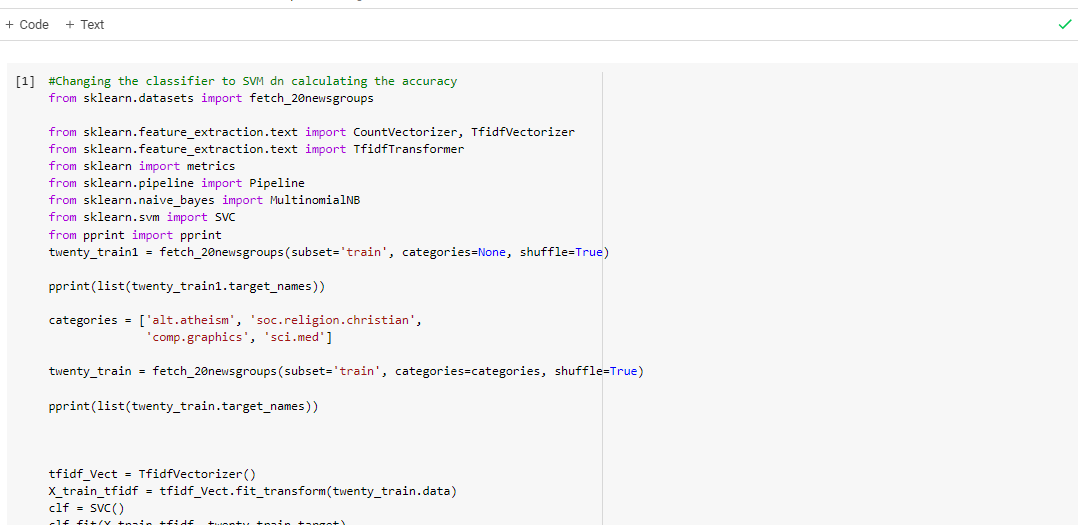 + Code + Text
[1] #Changing the classifier to SVM dn calculating the accuracy
from sklearn.datasets import fetch_20newsgroups
from sklearn.feature_extraction.text import CountVectorizer, TfidfVectorizer
from sklearn.feature_extraction.text import TfidfTransformer
from sklearn import metrics
from sklearn.pipeline import Pipeline
from sklearn.naive_bayes import MultinomialNB
from sklearn.svm import SVC
from pprint import pprint
twenty_train1 = fetch_20newsgroups(subset='train', categories=None, shuffle=True)
pprint(list(twenty_train1.target_names))
categories = ['alt.atheism', 'soc.religion.christian',
'comp.graphics', 'sci.med']
twenty_train = fetch_20newsgroups(subset='train', categories=categories, shuffle=True)
pprint(list(twenty_train.target_names))
tfidf_Vect = TfidfVectorizer()
X_train_tfidf = tfidf_Vect.fit_transform(twenty_train.data)
clf = SVC()
clf.fit(X_train_tfidf, twenty_train.target)